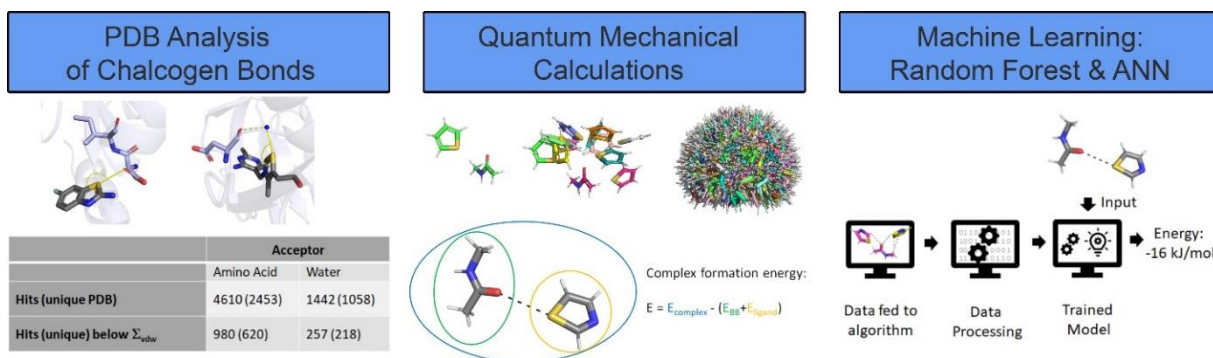 PDB Analysis
of Chalcogen Bonds
Acceptor
Amino Acid Water
Hits (unique PDB) 4610 (2453) 1442 (1058)
Hits (unique) below Σvdw 980 (620) 257 (218)
Quantum Mechanical
Calculations
Complex formation energy:
E = Ecomplex - (EBB+Eligand)
Machine Learning:
Random Forest & ANN
Input
Energy:
-16 kJ/mol
Data fed to
algorithm
Data
Processing
Trained
Model